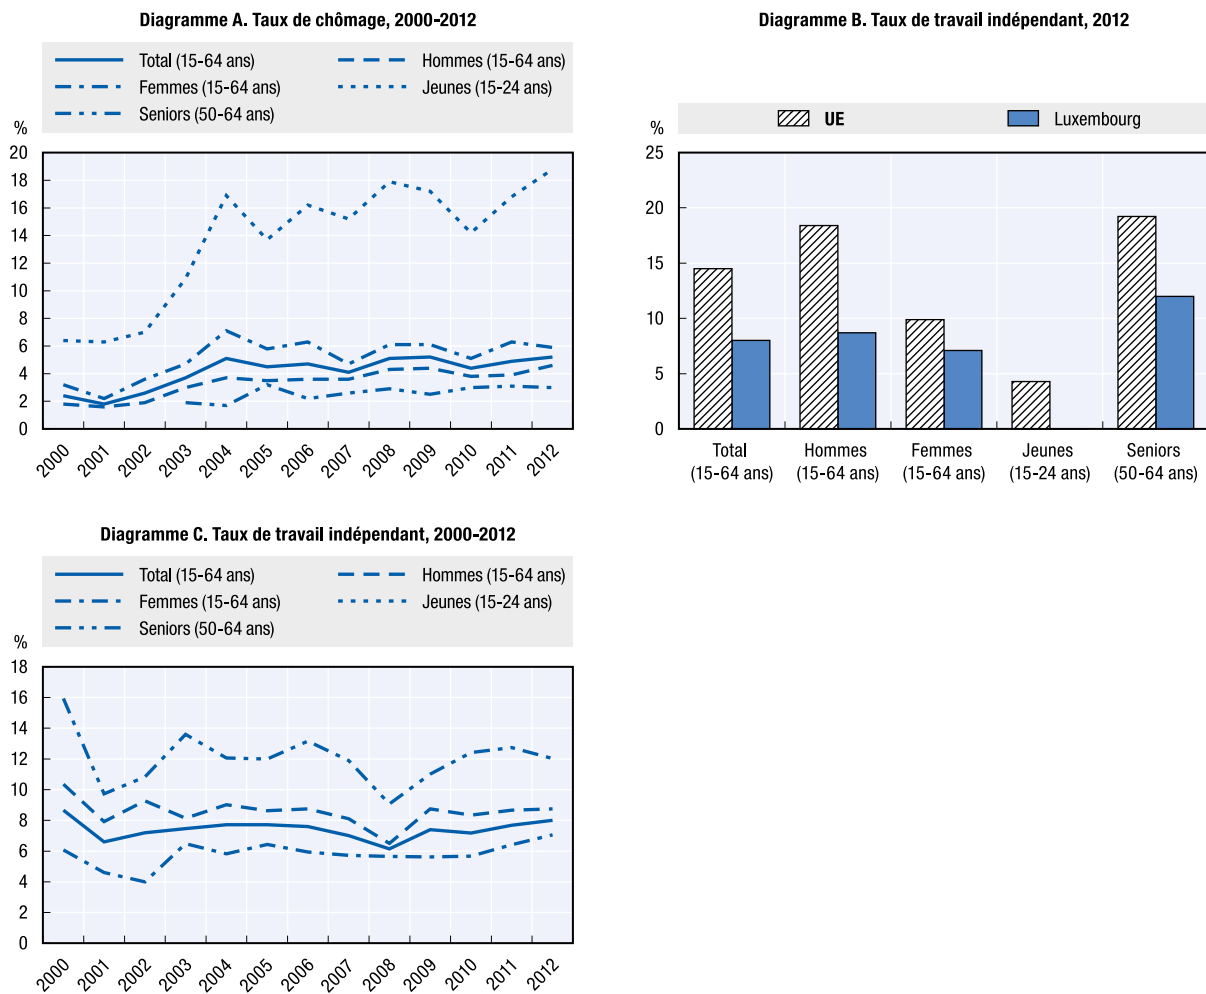 Diagramme A. Taux de chômage, 2000-2012
Total (15-64 ans)
Hommes (15-64 ans)
Femmes (15-64 ans)
Jeunes (15-24 ans)
Seniors (50-64 ans)
%
20
18
16
14
12
10
8
6
4
2
0
2000
2001
2002
2003
2004
2005
2006
2007
2008
2009
2010
2011
2012
Diagramme B. Taux de travail indépendant, 2012
UE
Luxembourg
%
25
20
15
10
5
0
Total
(15-64 ans)
Hommes
(15-64 ans)
Femmes
(15-64 ans)
Jeunes
(15-24 ans)
Seniors
(50-64 ans)
Diagramme C. Taux de travail indépendant, 2000-2012
Total (15-64 ans)
Hommes (15-64 ans)
Femmes (15-64 ans)
Jeunes (15-24 ans)
Seniors (50-64 ans)
%
18
16
14
12
10
8
6
4
2
0
2000
2001
2002
2003
2004
2005
2006
2007
2008
2009
2010
2011
2012